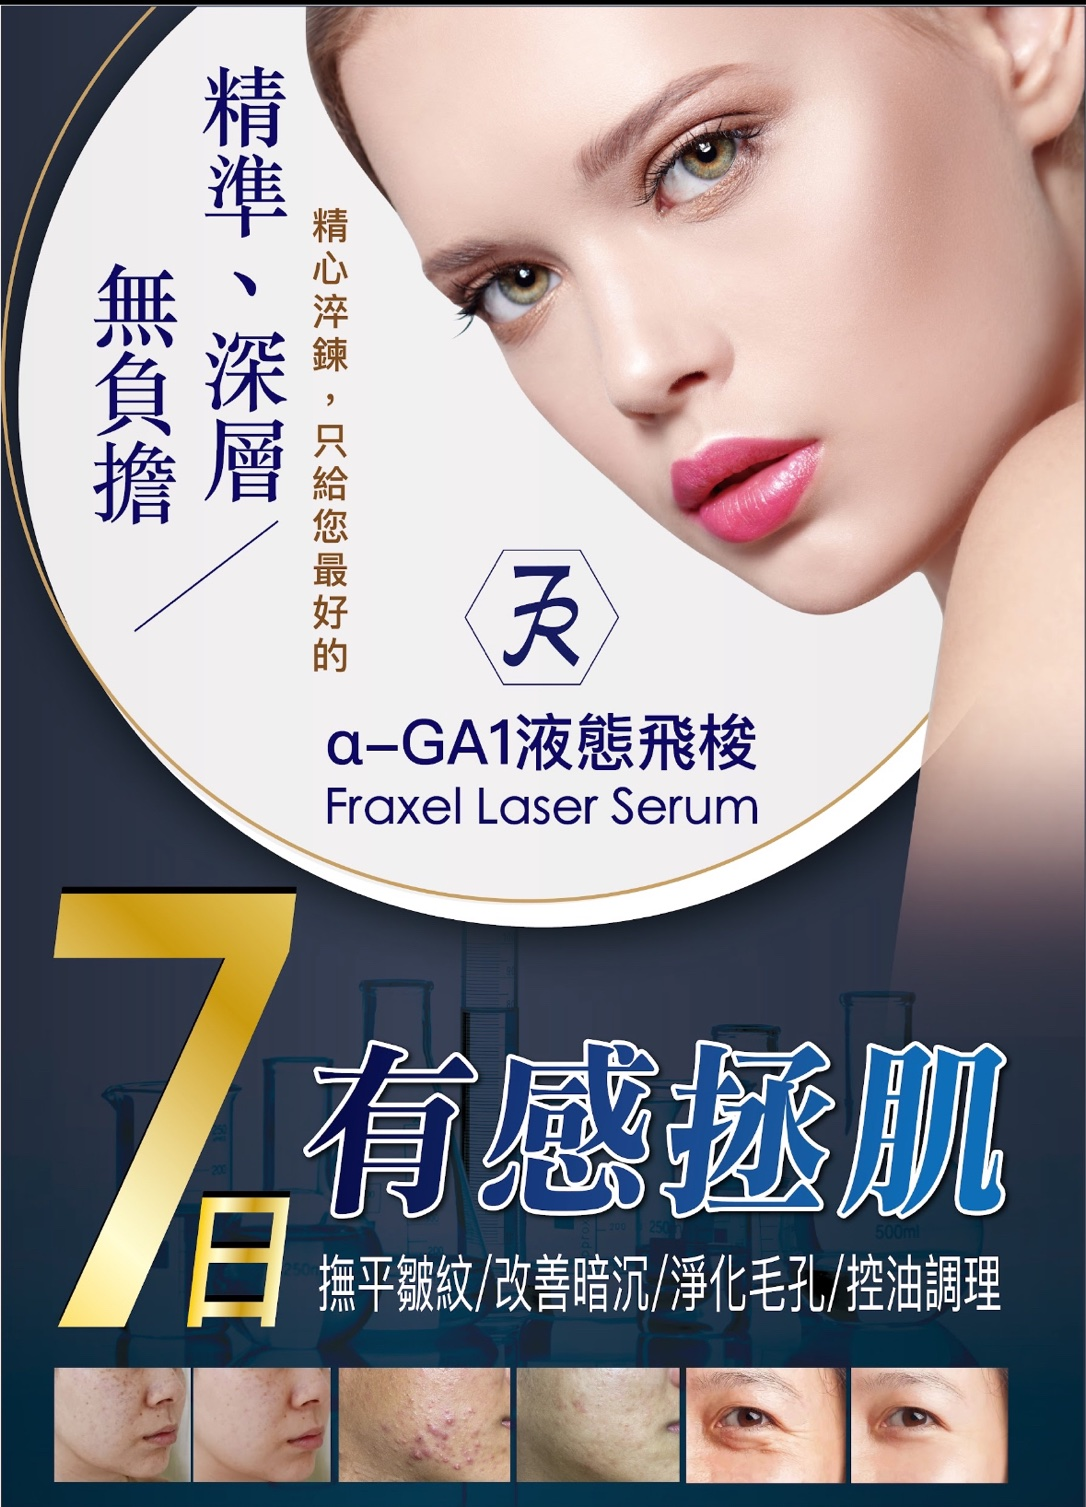 精準、深層
無負擔
精心淬鍊，只給您最好的
7R
α-GA1液態飛梭
Fraxel Laser Serum
7日
有感拯肌
撫平皺紋/改善暗沉/淨化毛孔/控油調理
500ml